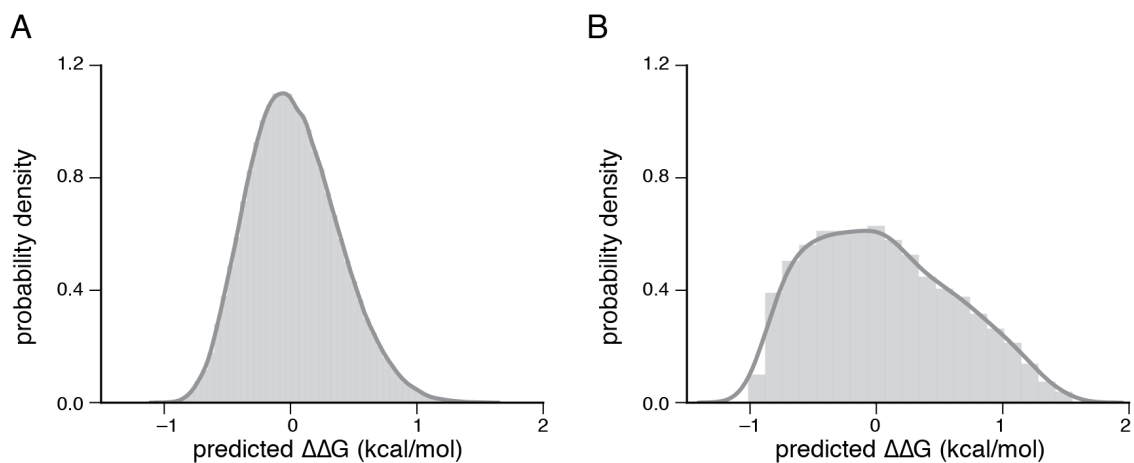 A
1.2
0.8
0.4
0.0
probability density
–1
0
1
2
predicted ΔΔG (kcal/mol)
B
1.2
0.8
0.4
0.0
probability density
–1
0
1
2
predicted ΔΔG (kcal/mol)